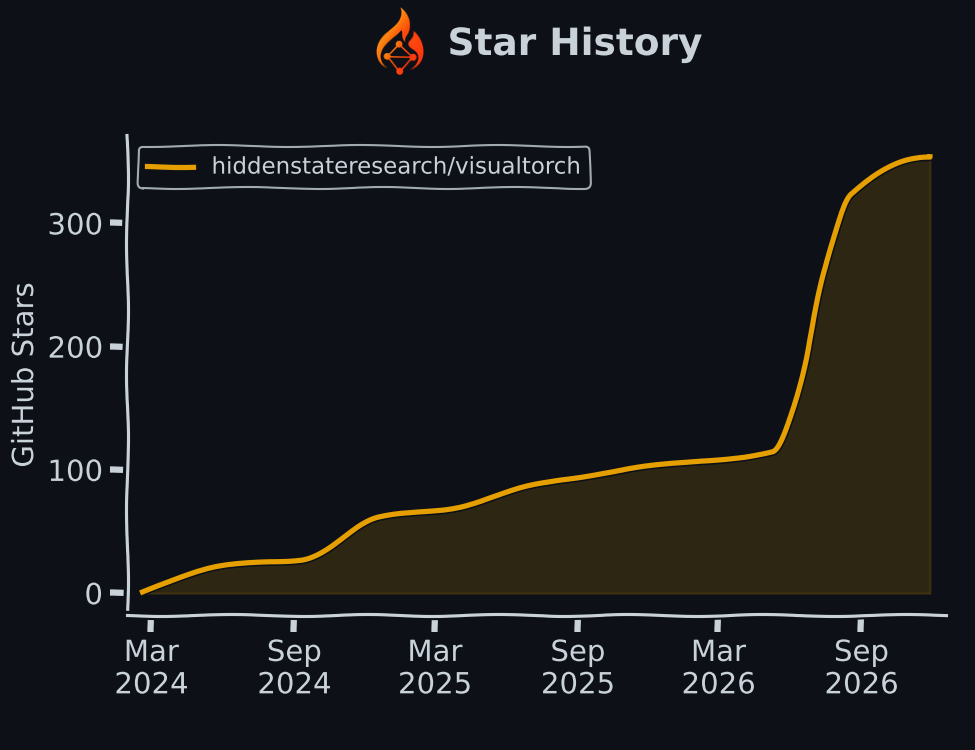 Star History
hiddenstateresearch/visualtorch
GitHub Stars
300
200
100
0
Mar
2024
Sep
2024
Mar
2025
Sep
2025
Mar
2026
Sep
2026